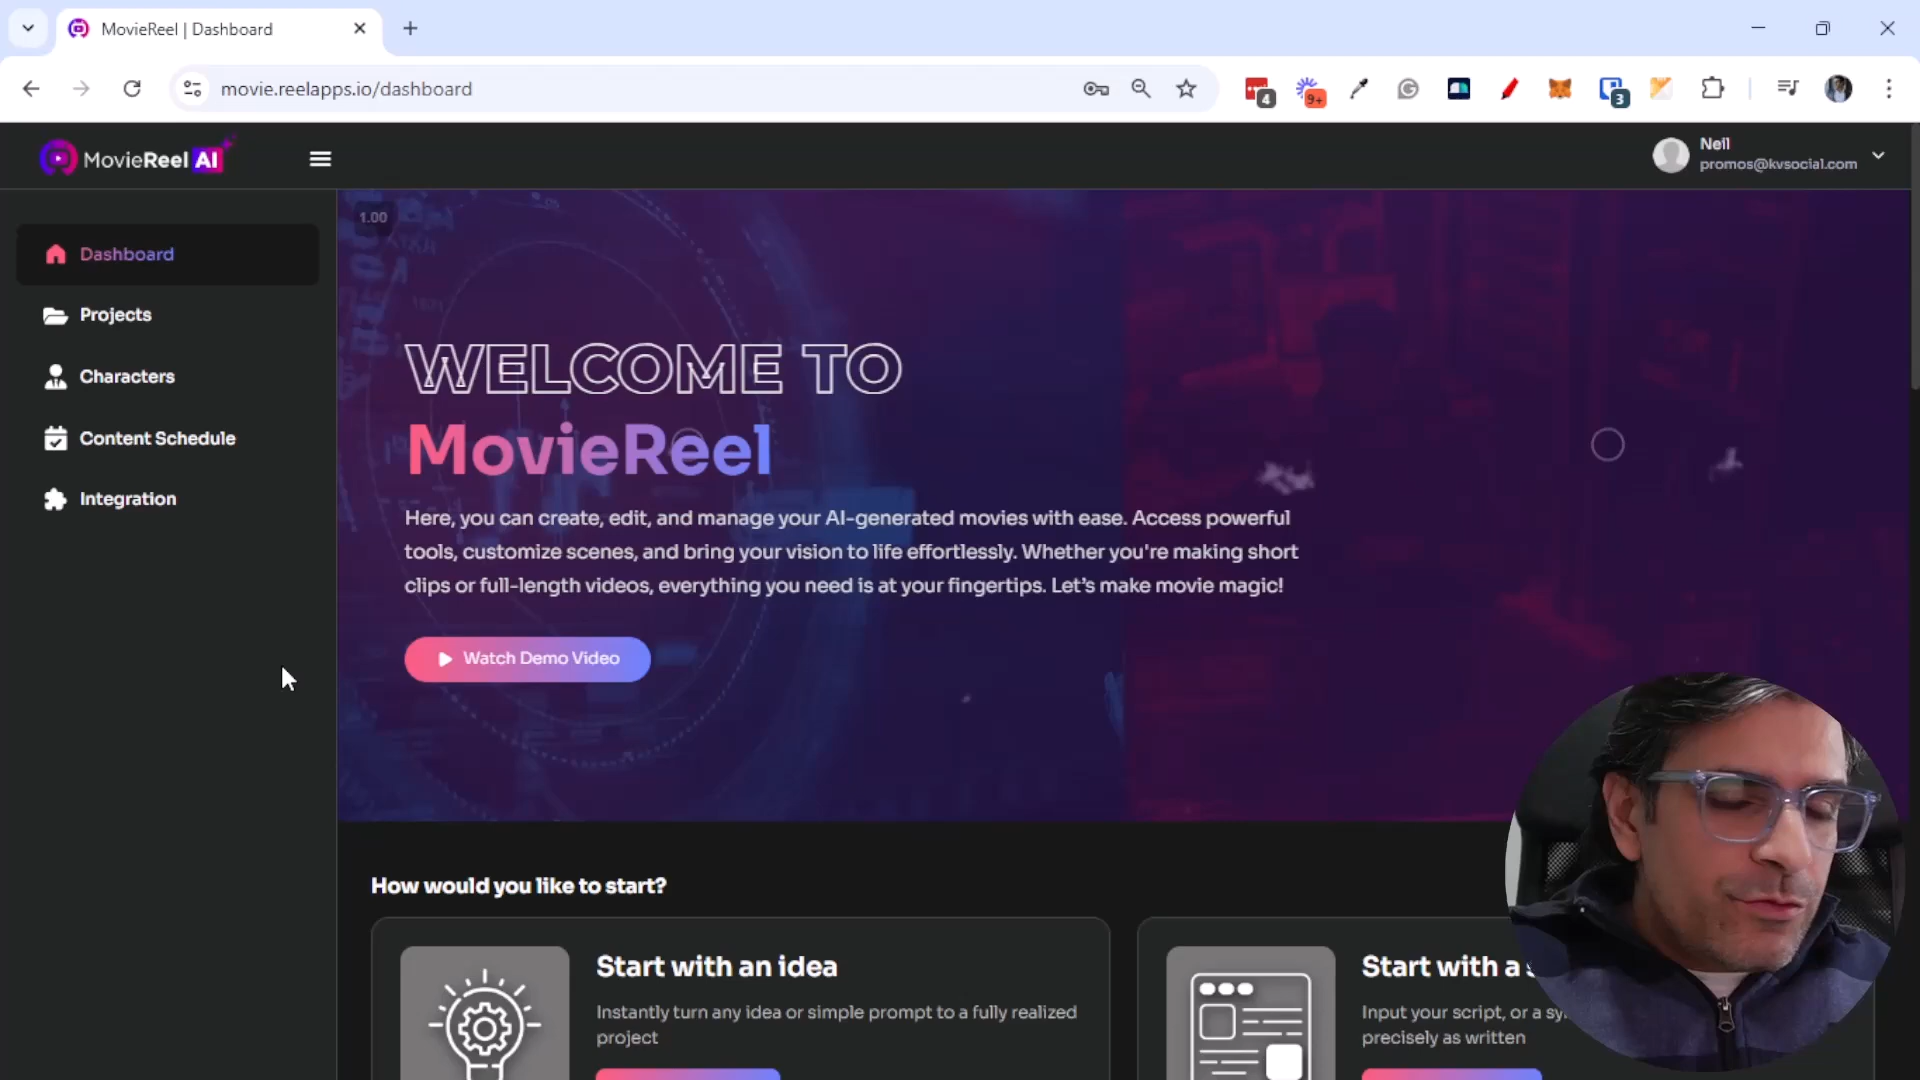 MovieReel | Dashboard
movie.reelapps.io/dashboard
4
9+
3
MovieReel AI
Neil
promos@kvsocial.com
1.00
Dashboard
Projects
Characters
Content Schedule
Integration
WELCOME TO
MovieReel
Here, you can create, edit, and manage your AI-generated movies with ease. Access powerful
tools, customize scenes, and bring your vision to life effortlessly. Whether you're making short
clips or full-length videos, everything you need is at your fingertips. Let's make movie magic!
Watch Demo Video
How would you like to start?
Start with an idea
Instantly turn any idea or simple prompt to a fully realized
project
Start with a
Input your script, or a
precisely as written